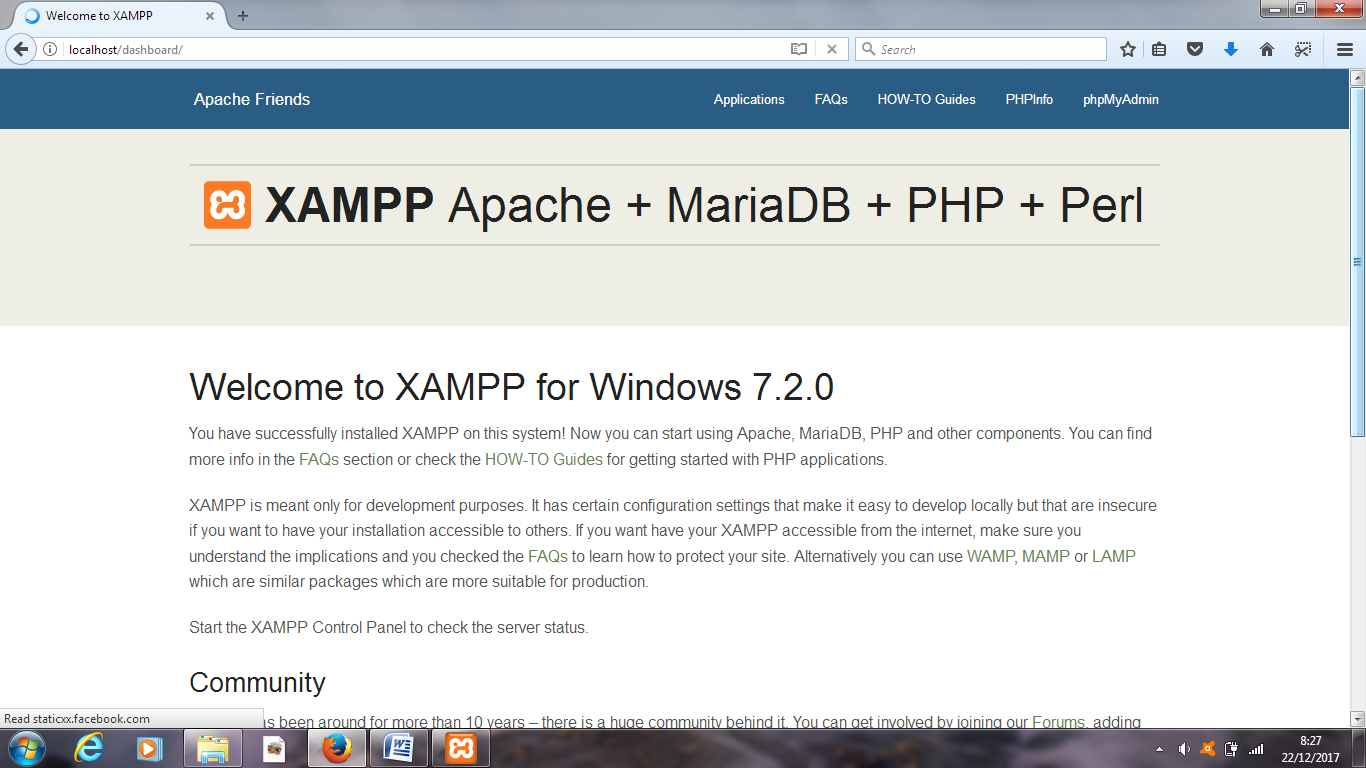 Welcome to XAMPP
localhost/dashboard/
Search
Apache Friends
Applications
FAQs
HOW-TO Guides
PHPInfo
phpMyAdmin
XAMPP Apache + MariaDB + PHP + Perl
Welcome to XAMPP for Windows 7.2.0
You have successfully installed XAMPP on this system! Now you can start using Apache, MariaDB, PHP and other components. You can find
more info in the FAQs section or check the HOW-TO Guides for getting started with PHP applications.
XAMPP is meant only for development purposes. It has certain configuration settings that make it easy to develop locally but that are insecure
if you want to have your installation accessible to others. If you want have your XAMPP accessible from the internet, make sure you
understand the implications and you checked the FAQs to learn how to protect your site. Alternatively you can use WAMP, MAMP or LAMP
which are similar packages which are more suitable for production.
Start the XAMPP Control Panel to check the server status.
Community
as been around for more than 10 years – there is a huge community behind it. You can get involved by joining our Forums, adding
Read staticxx.facebook.com
8:27
22/12/2017